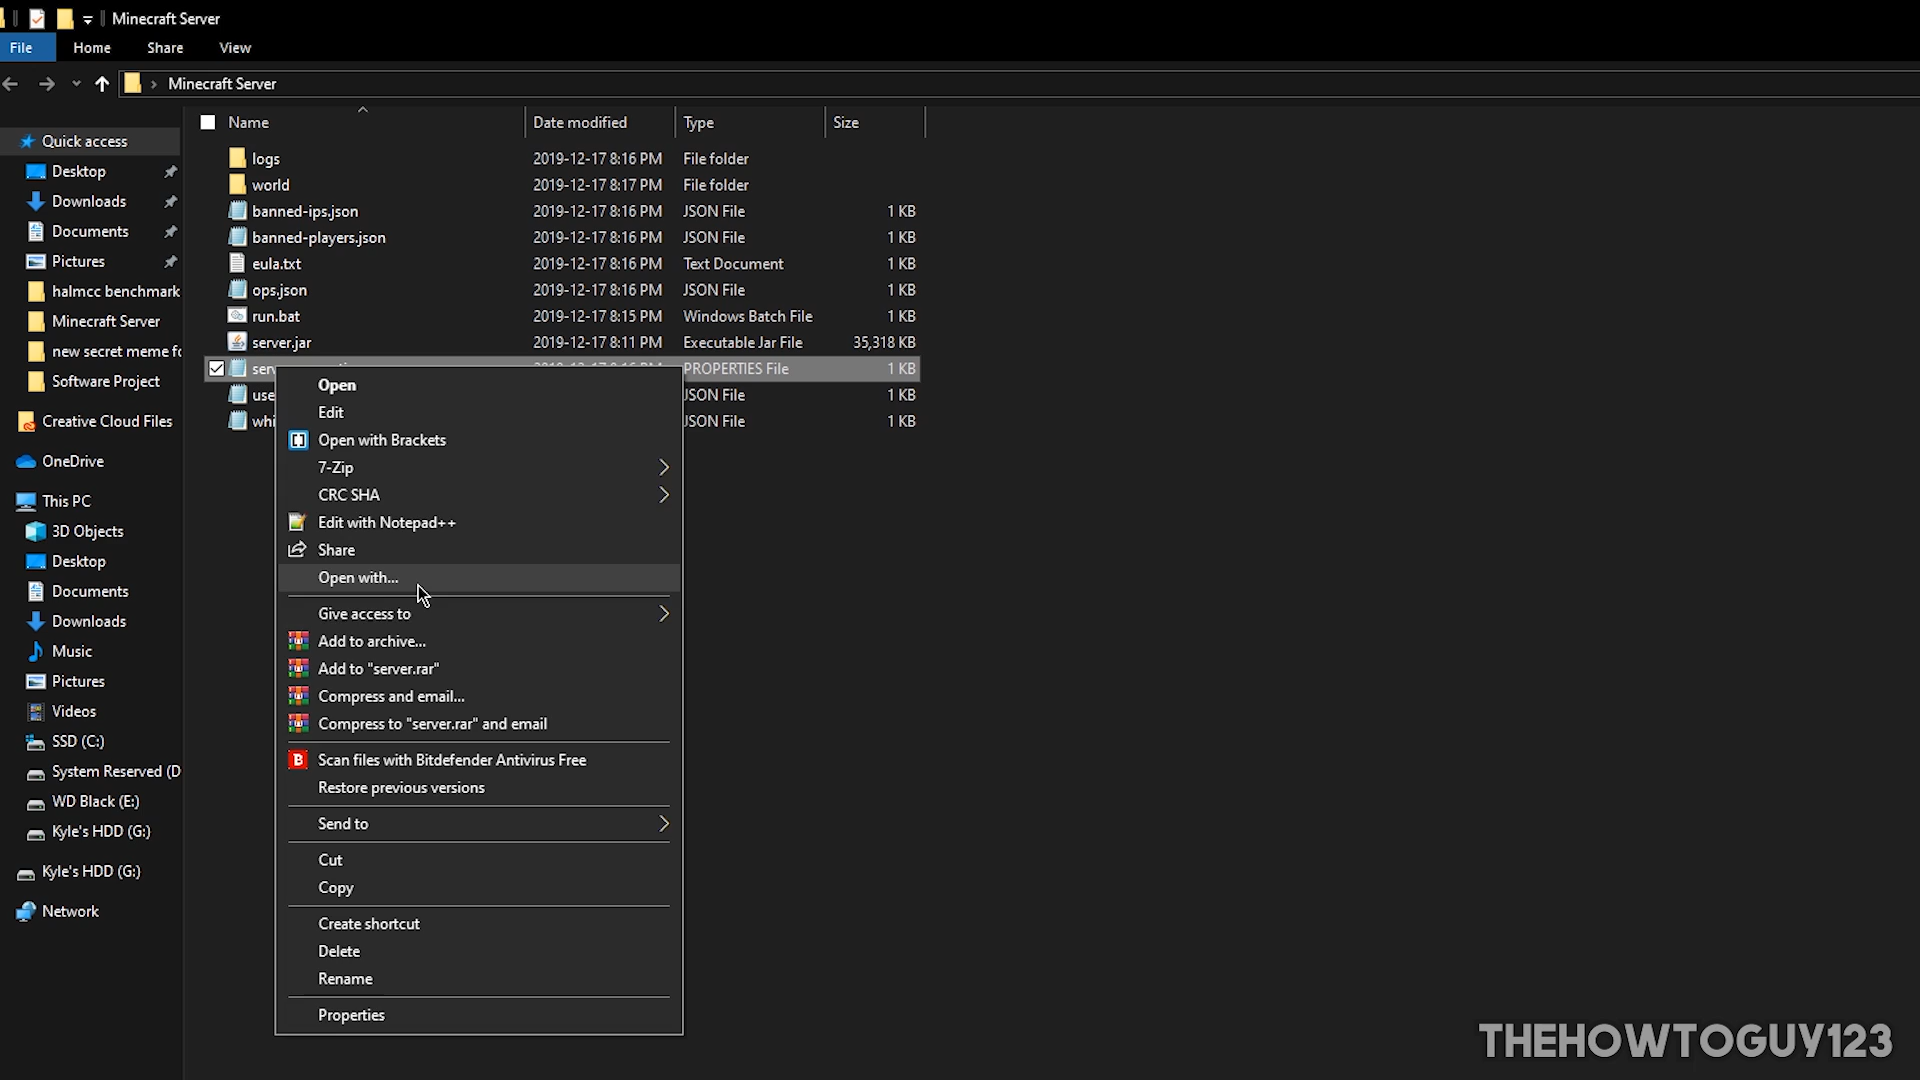 Minecraft Server
File Home Share View
Minecraft Server
Name Date modified Type Size
Quick access
Desktop
Downloads
Documents
Pictures
halmcc benchmark
Minecraft Server
new secret meme fo
Software Project
Creative Cloud Files
OneDrive
This PC
3D Objects
Desktop
Documents
Downloads
Music
Pictures
Videos
SSD (C:)
System Reserved (D
WD Black (E:)
Kyle's HDD (G:)
Kyle's HDD (G:)
Network
logs 2019-12-17 8:16 PM File folder
world 2019-12-17 8:17 PM File folder
banned-ips.json 2019-12-17 8:16 PM JSON File 1 KB
banned-players.json 2019-12-17 8:16 PM JSON File 1 KB
eula.txt 2019-12-17 8:16 PM Text Document 1 KB
ops.json 2019-12-17 8:16 PM JSON File 1 KB
run.bat 2019-12-17 8:15 PM Windows Batch File 1 KB
server.jar 2019-12-17 8:11 PM Executable Jar File 35,318 KB
ser PROPERTIES File 1 KB
use JSON File 1 KB
whi JSON File 1 KB
Open
Edit
Open with Brackets
7-Zip
CRC SHA
Edit with Notepad++
Share
Open with...
Give access to
Add to archive...
Add to "server.rar"
Compress and email...
Compress to "server.rar" and email
Scan files with Bitdefender Antivirus Free
Restore previous versions
Send to
Cut
Copy
Create shortcut
Delete
Rename
Properties
THEHOWTOGUY123